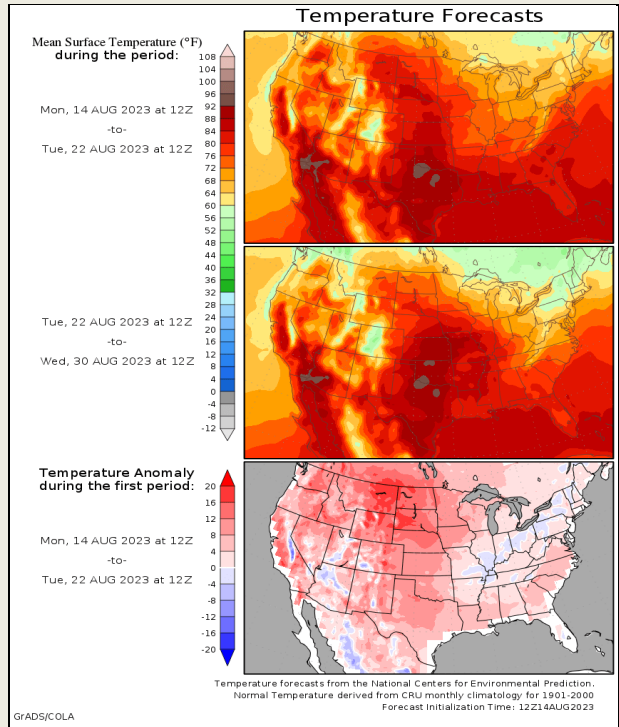 Temperature Forecasts
Mean Surface Temperature (°F)
during the period:
108
104
100
96
92
88
84
80
76
72
68
64
60
56
52
48
44
40
36
32
28
24
20
16
12
8
4
0
-4
-8
-12
Mon, 14 AUG 2023 at 12Z
-to-
Tue, 22 AUG 2023 at 12Z
Tue, 22 AUG 2023 at 12Z
-to-
Wed, 30 AUG 2023 at 12Z
Temperature Anomaly
during the first period:
20
16
12
8
4
0
-4
-8
-12
-16
-20
Mon, 14 AUG 2023 at 12Z
-to-
Tue, 22 AUG 2023 at 12Z
Temperature forecasts from the National Centers for Environmental Prediction.
Normal Temperature derived from CRU monthly climatology for 1901-2000
Forecast Initialization Time: 12Z14AUG2023
GrADS/COLA